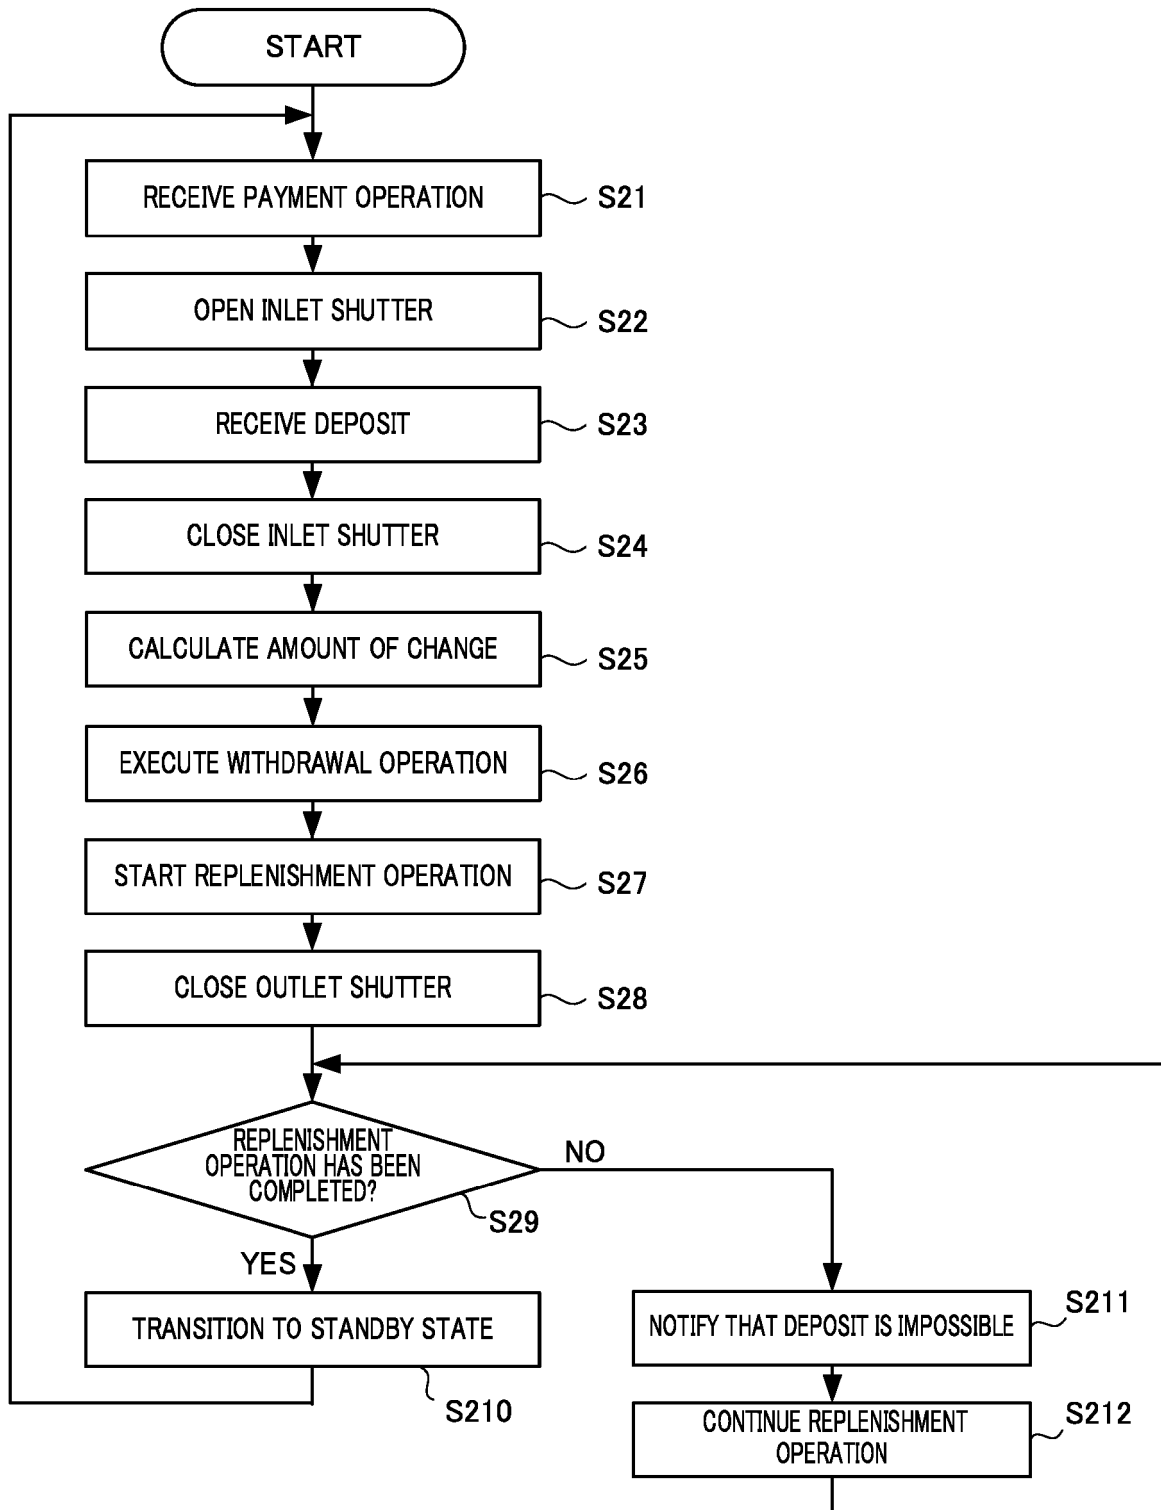 START
RECEIVE PAYMENT OPERATION
S21
OPEN INLET SHUTTER
S22
RECEIVE DEPOSIT
S23
CLOSE INLET SHUTTER
S24
CALCULATE AMOUNT OF CHANGE
S25
EXECUTE WITHDRAWAL OPERATION
S26
START REPLENISHMENT OPERATION
S27
CLOSE OUTLET SHUTTER
S28
REPLENISHMENT
OPERATION HAS BEEN
COMPLETED?
S29
NO
YES
TRANSITION TO STANDBY STATE
S210
NOTIFY THAT DEPOSIT IS IMPOSSIBLE
S211
CONTINUE REPLENISHMENT
OPERATION
S212